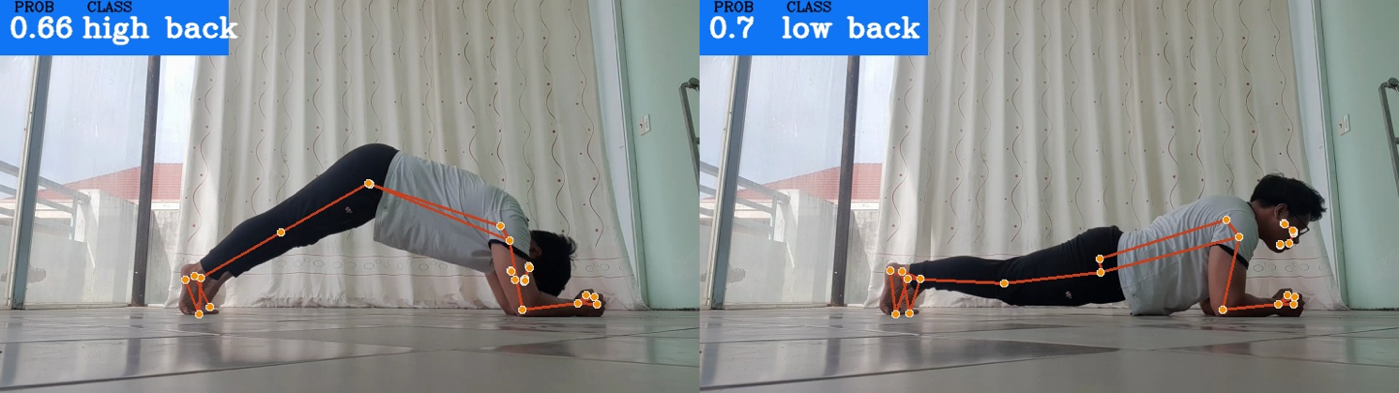 PROB CLASS
0.66 high back
PROB CLASS
0.7 low back